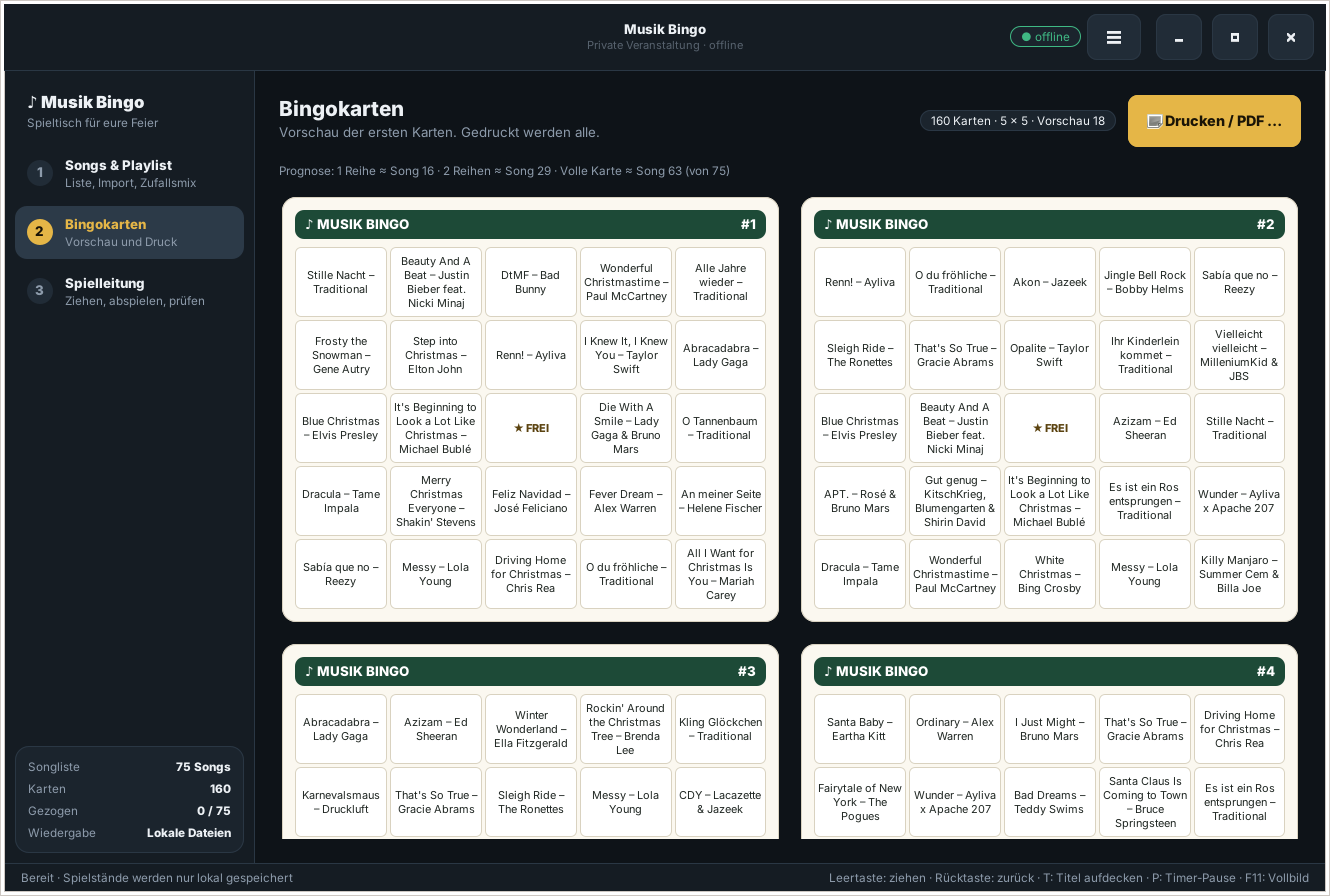 Musik Bingo
Private Veranstaltung · offline
● offline
♪ Musik Bingo
Spieltisch für eure Feier
1
Songs & Playlist
Liste, Import, Zufallsmix
2
Bingokarten
Vorschau und Druck
3
Spielleitung
Ziehen, abspielen, prüfen
Songliste 75 Songs
Karten 160
Gezogen 0 / 75
Wiedergabe Lokale Dateien
Bingokarten
Vorschau der ersten Karten. Gedruckt werden alle.
160 Karten · 5 × 5 · Vorschau 18
Drucken / PDF …
Prognose: 1 Reihe ≈ Song 16 · 2 Reihen ≈ Song 29 · Volle Karte ≈ Song 63 (von 75)
♪ MUSIK BINGO #1
Stille Nacht –
Traditional
Beauty And A
Beat – Justin
Bieber feat.
Nicki Minaj
DtMF – Bad
Bunny
Wonderful
Christmastime –
Paul McCartney
Alle Jahre
wieder –
Traditional
Frosty the
Snowman –
Gene Autry
Step into
Christmas –
Elton John
Renn! – Ayliva
I Knew It, I Knew
You – Taylor
Swift
Abracadabra –
Lady Gaga
Blue Christmas
– Elvis Presley
It's Beginning to
Look a Lot Like
Christmas –
Michael Bublé
★ FREI
Die With A
Smile – Lady
Gaga & Bruno
Mars
O Tannenbaum
– Traditional
Dracula – Tame
Impala
Merry
Christmas
Everyone –
Shakin' Stevens
Feliz Navidad –
José Feliciano
Fever Dream –
Alex Warren
An meiner Seite
– Helene Fischer
Sabía que no –
Reezy
Messy – Lola
Young
Driving Home
for Christmas –
Chris Rea
O du fröhliche –
Traditional
All I Want for
Christmas Is
You – Mariah
Carey
♪ MUSIK BINGO #2
Renn! – Ayliva
O du fröhliche –
Traditional
Akon – Jazeek
Jingle Bell Rock
– Bobby Helms
Sabía que no –
Reezy
Sleigh Ride –
The Ronettes
That's So True –
Gracie Abrams
Opalite – Taylor
Swift
Ihr Kinderlein
kommet –
Traditional
Vielleicht
vielleicht –
MilleniumKid &
JBS
Blue Christmas
– Elvis Presley
Beauty And A
Beat – Justin
Bieber feat.
Nicki Minaj
★ FREI
Azizam – Ed
Sheeran
Stille Nacht –
Traditional
APT. – Rosé &
Bruno Mars
Gut genug –
KitschKrieg,
Blumengarten &
Shirin David
It's Beginning to
Look a Lot Like
Christmas –
Michael Bublé
Es ist ein Ros
entsprungen –
Traditional
Wunder – Ayliva
x Apache 207
Dracula – Tame
Impala
Wonderful
Christmastime –
Paul McCartney
White
Christmas –
Bing Crosby
Messy – Lola
Young
Killy Manjaro –
Summer Cem &
Billa Joe
♪ MUSIK BINGO #3
Abracadabra –
Lady Gaga
Azizam – Ed
Sheeran
Winter
Wonderland –
Ella Fitzgerald
Rockin' Around
the Christmas
Tree – Brenda
Lee
Kling Glöckchen
– Traditional
Karnevalsmaus
– Druckluft
That's So True –
Gracie Abrams
Sleigh Ride –
The Ronettes
Messy – Lola
Young
CDY – Lacazette
& Jazeek
♪ MUSIK BINGO #4
Santa Baby –
Eartha Kitt
Ordinary – Alex
Warren
I Just Might –
Bruno Mars
That's So True –
Gracie Abrams
Driving Home
for Christmas –
Chris Rea
Fairytale of New
York – The
Pogues
Wunder – Ayliva
x Apache 207
Bad Dreams –
Teddy Swims
Santa Claus Is
Coming to Town
– Bruce
Springsteen
Es ist ein Ros
entsprungen –
Traditional
Bereit · Spielstände werden nur lokal gespeichert
Leertaste: ziehen · Rücktaste: zurück · T: Titel aufdecken · P: Timer-Pause · F11: Vollbild